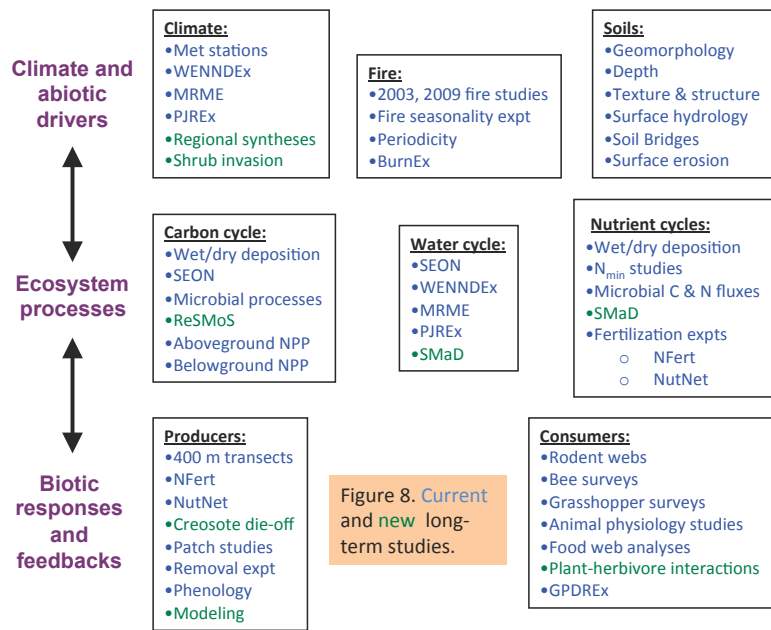 Climate and
abiotic
drivers
Climate:
•Met stations
•WENNDEx
•MRME
•PJREx
•Regional syntheses
•Shrub invasion
Fire:
•2003, 2009 fire studies
•Fire seasonality expt
•Periodicity
•BurnEx
Soils:
•Geomorphology
•Depth
•Texture & structure
•Surface hydrology
•Soil Bridges
•Surface erosion
Ecosystem
processes
Carbon cycle:
•Wet/dry deposition
•SEON
•Microbial processes
•ReSMoS
•Aboveground NPP
•Belowground NPP
Water cycle:
•SEON
•WENNDEx
•MRME
•PJREx
•SMaD
Nutrient cycles:
•Wet/dry deposition
•Nmin studies
•Microbial C & N fluxes
•SMaD
•Fertilization expts
o NFert
o NutNet
Biotic
responses
and
feedbacks
Producers:
•400 m transects
•NFert
•NutNet
•Creosote die-off
•Patch studies
•Removal expt
•Phenology
•Modeling
Figure 8. Current
and new long-
term studies.
Consumers:
•Rodent webs
•Bee surveys
•Grasshopper surveys
•Animal physiology studies
•Food web analyses
•Plant-herbivore interactions
•GPDREx